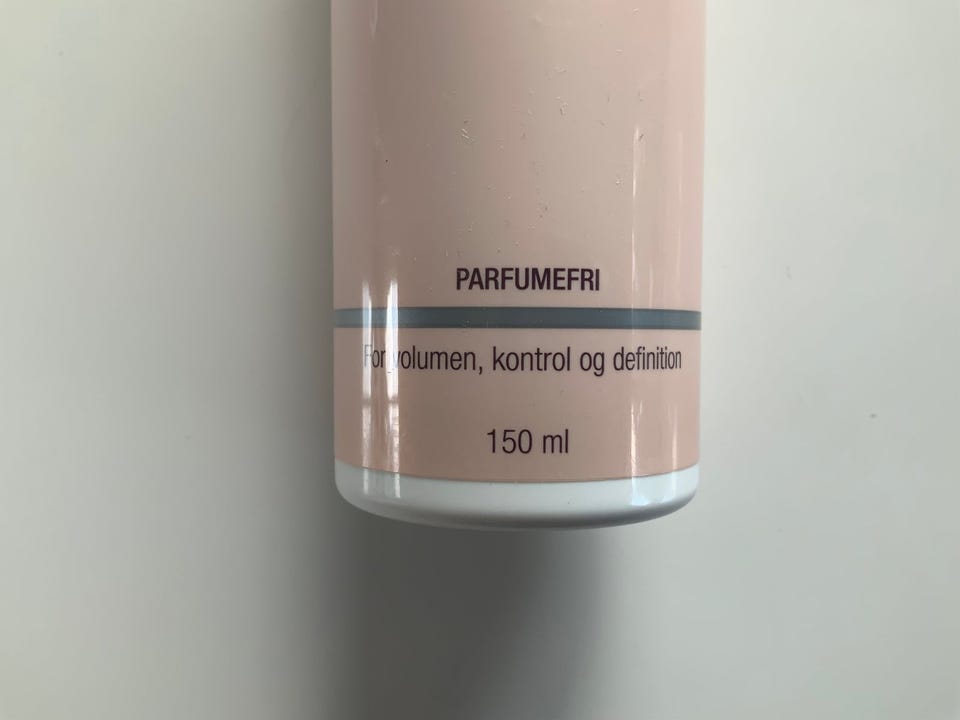 PARFUMEFRI
For volumen, kontrol og definition
150 ml